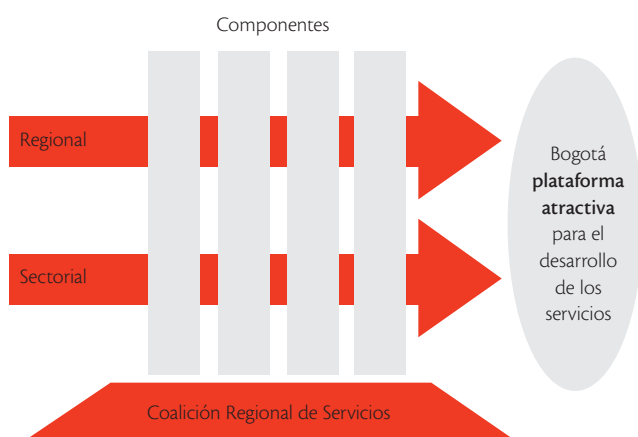 Componentes
Regional
Sectorial
Bogotá
plataforma
atractiva
para el
desarrollo
de los
servicios
Coalición Regional de Servicios